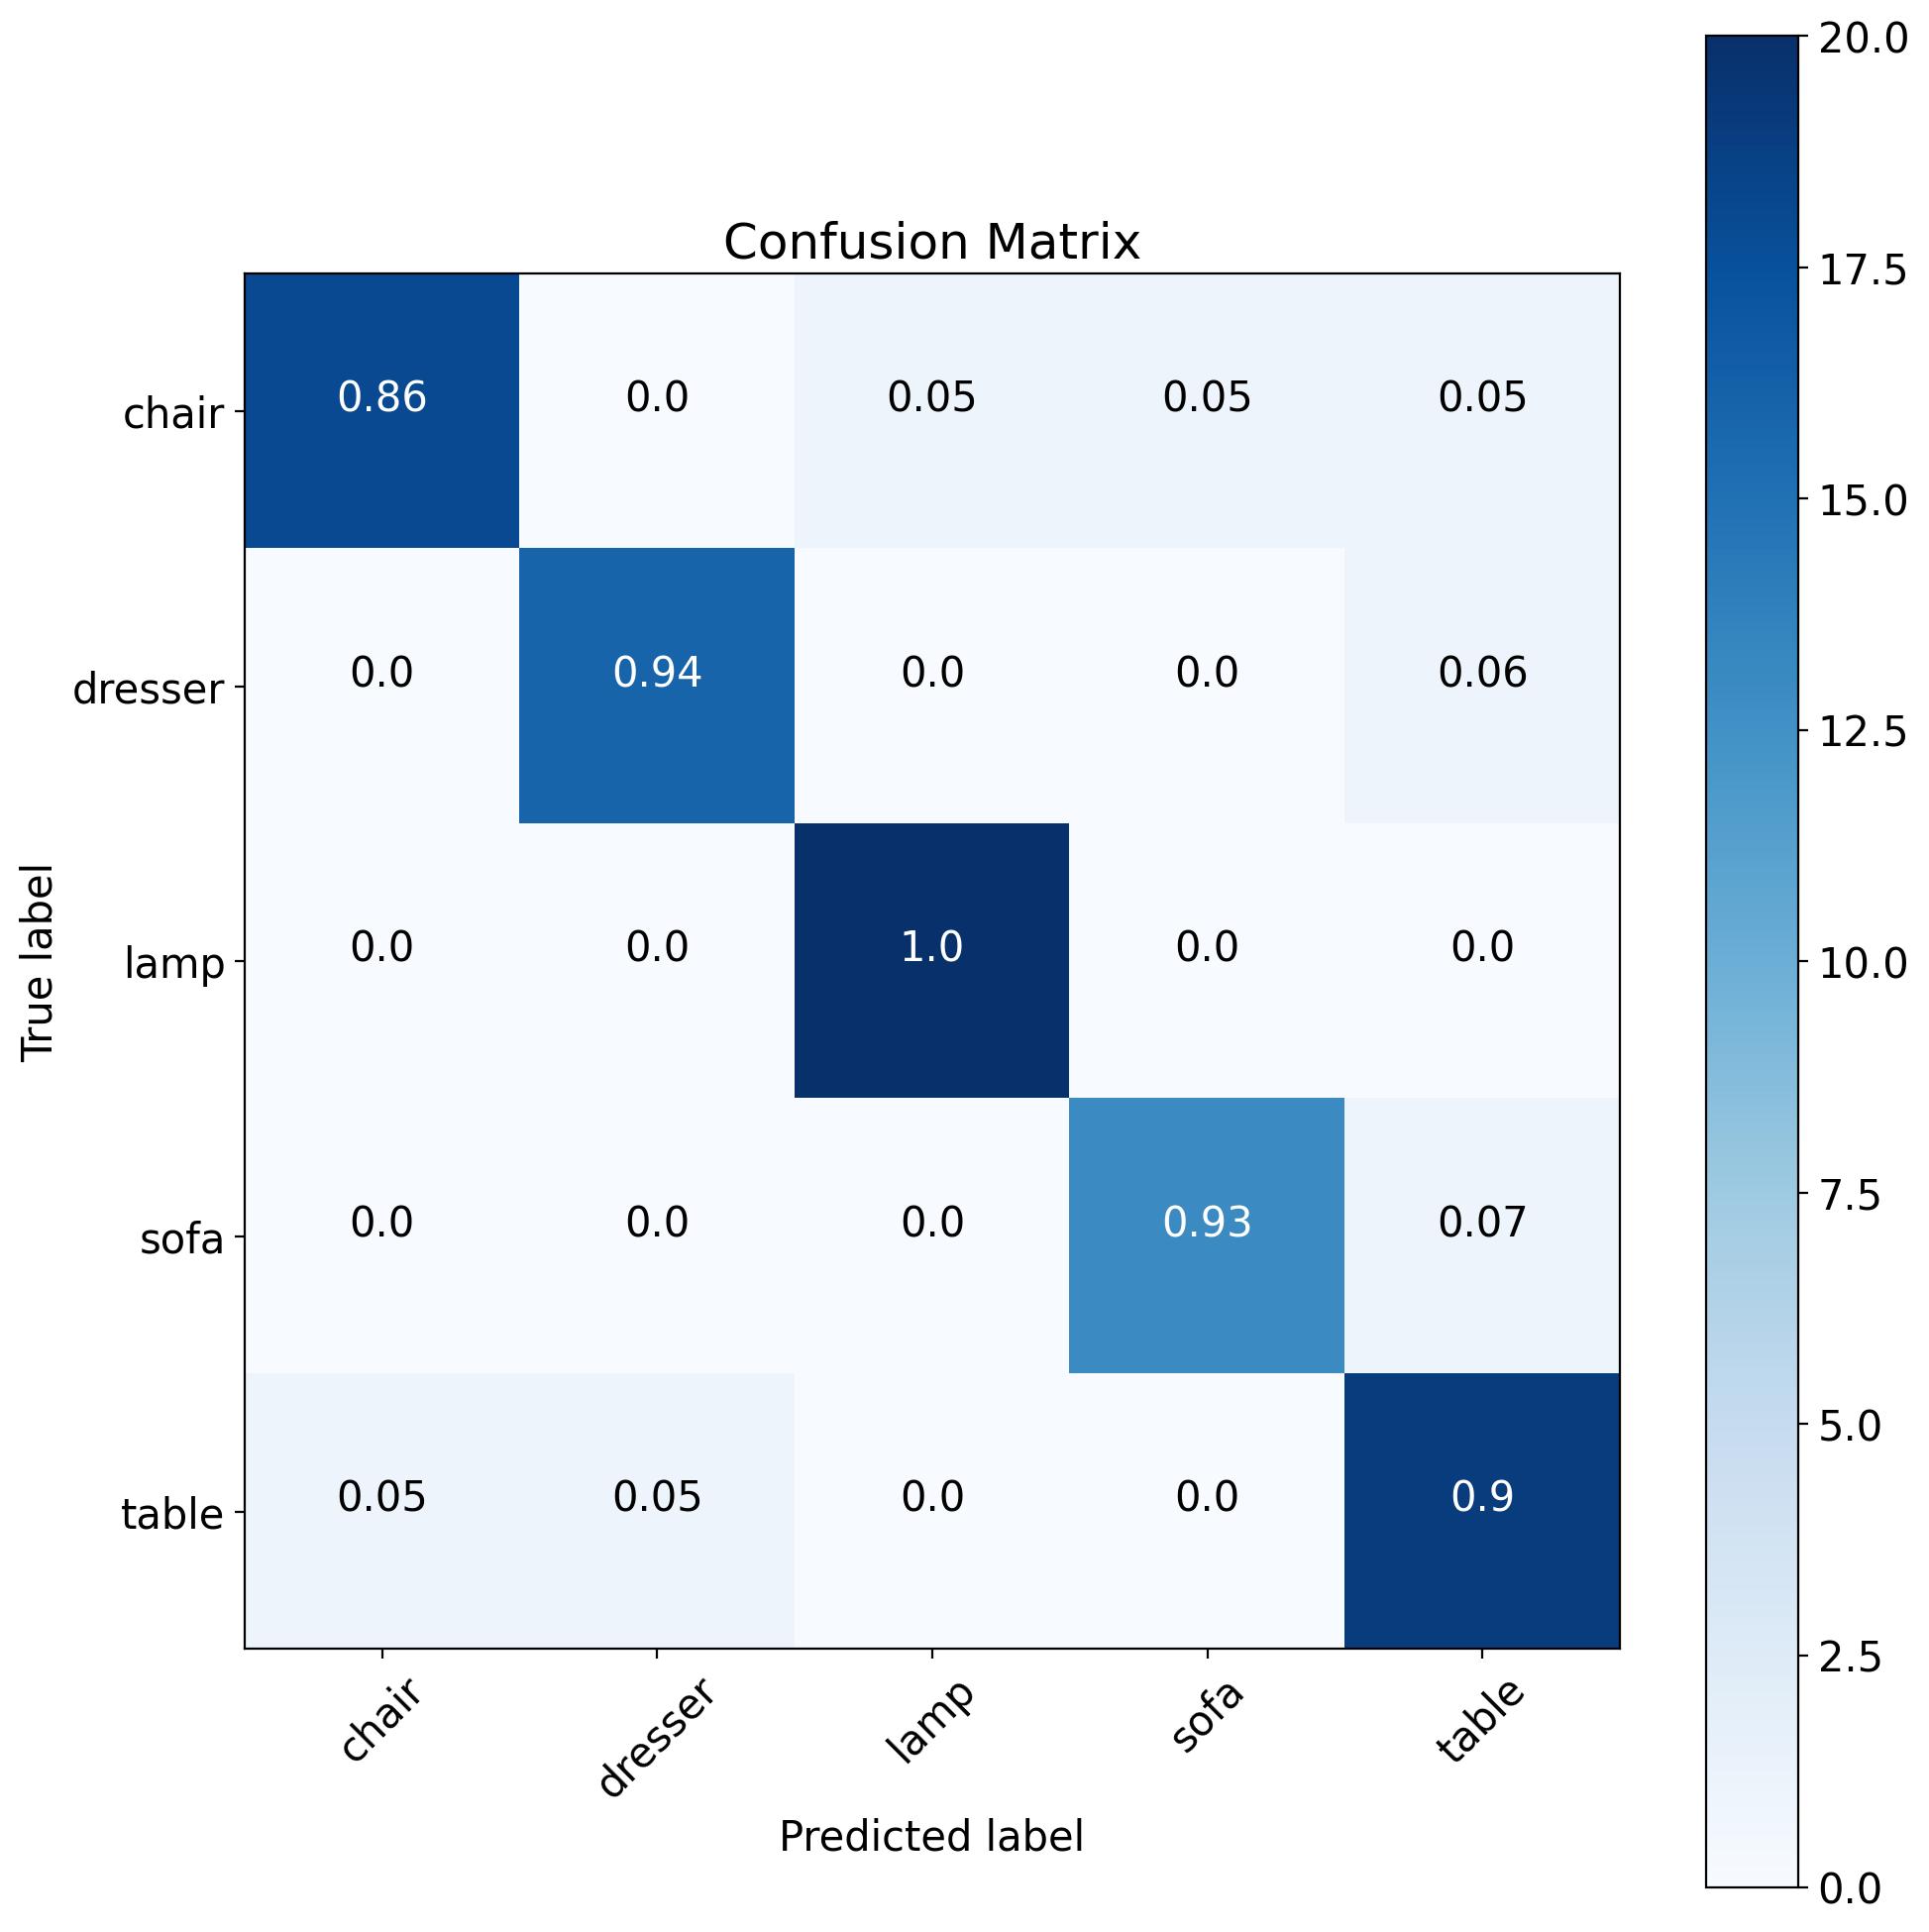 Confusion Matrix
chair 0.86 0.0 0.05 0.05 0.05
dresser 0.0 0.94 0.0 0.0 0.06
lamp 0.0 0.0 1.0 0.0 0.0
sofa 0.0 0.0 0.0 0.93 0.07
table 0.05 0.05 0.0 0.0 0.9
True label
chair dresser lamp sofa table
Predicted label
20.0
17.5
15.0
12.5
10.0
7.5
5.0
2.5
0.0